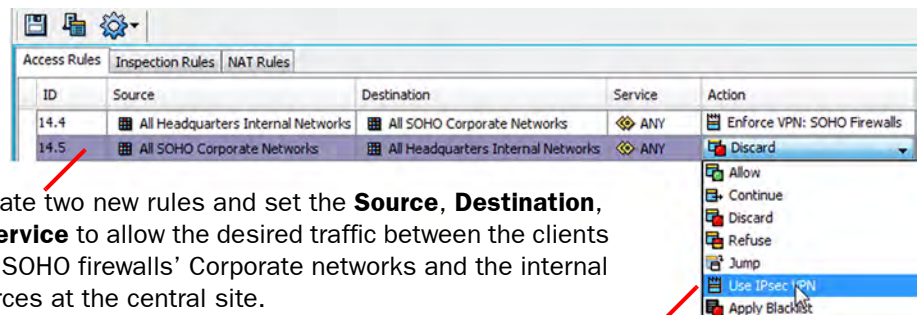 Access Rules Inspection Rules NAT Rules
ID Source Destination Service Action
14.4 All Headquarters Internal Networks All SOHO Corporate Networks ANY Enforce VPN: SOHO Firewalls
14.5 All SOHO Corporate Networks All Headquarters Internal Networks ANY Discard
Allow
Continue
Discard
Refuse
Jump
Use IPsec VPN
Apply Blacklist
ate two new rules and set the Source, Destination,
ervice to allow the desired traffic between the clients
SOHO firewalls’ Corporate networks and the internal
rces at the central site.